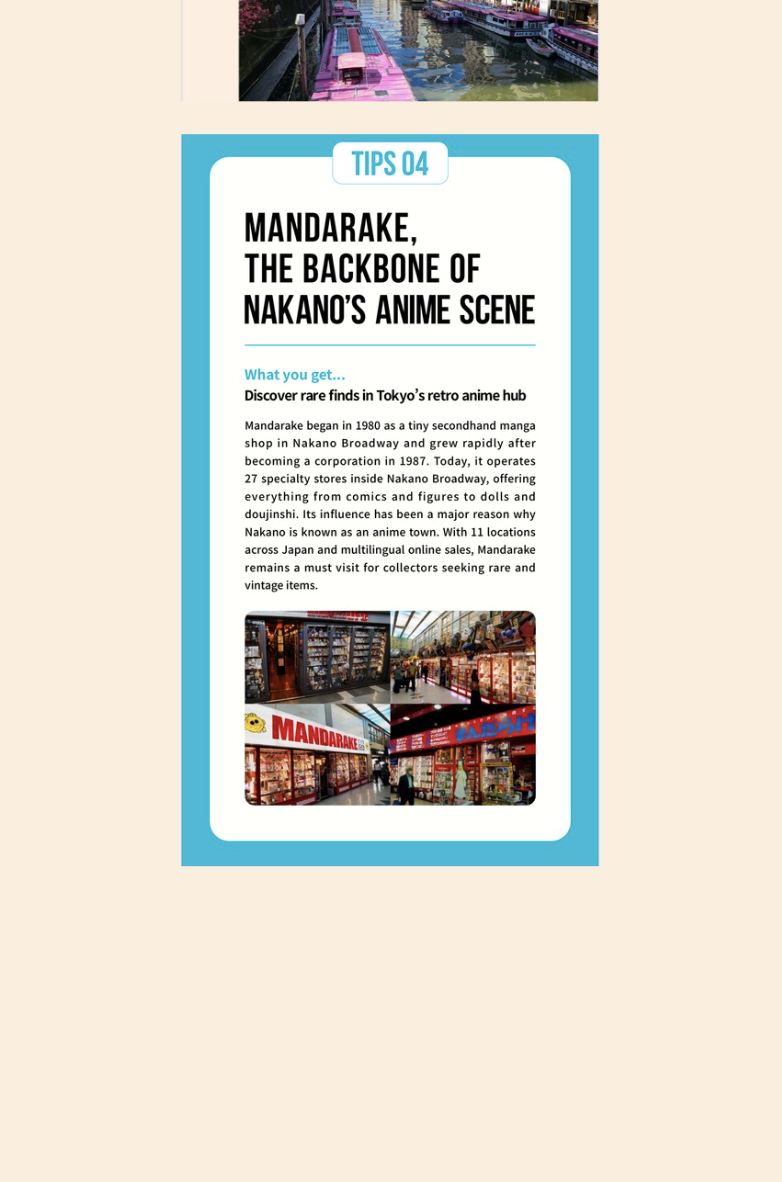 TIPS 04
MANDARAKE,
THE BACKBONE OF
NAKANO'S ANIME SCENE
What you get...
Discover rare finds in Tokyo's retro anime hub
Mandarake began in 1980 as a tiny secondhand manga
shop in Nakano Broadway and grew rapidly after
becoming a corporation in 1987. Today, it operates
27 specialty stores inside Nakano Broadway, offering
everything from comics and figures to dolls and
doujinshi. Its influence has been a major reason why
Nakano is known as an anime town. With 11 locations
across Japan and multilingual online sales, Mandarake
remains a must visit for collectors seeking rare and
vintage items.
MANDARAKE
まんだらけ